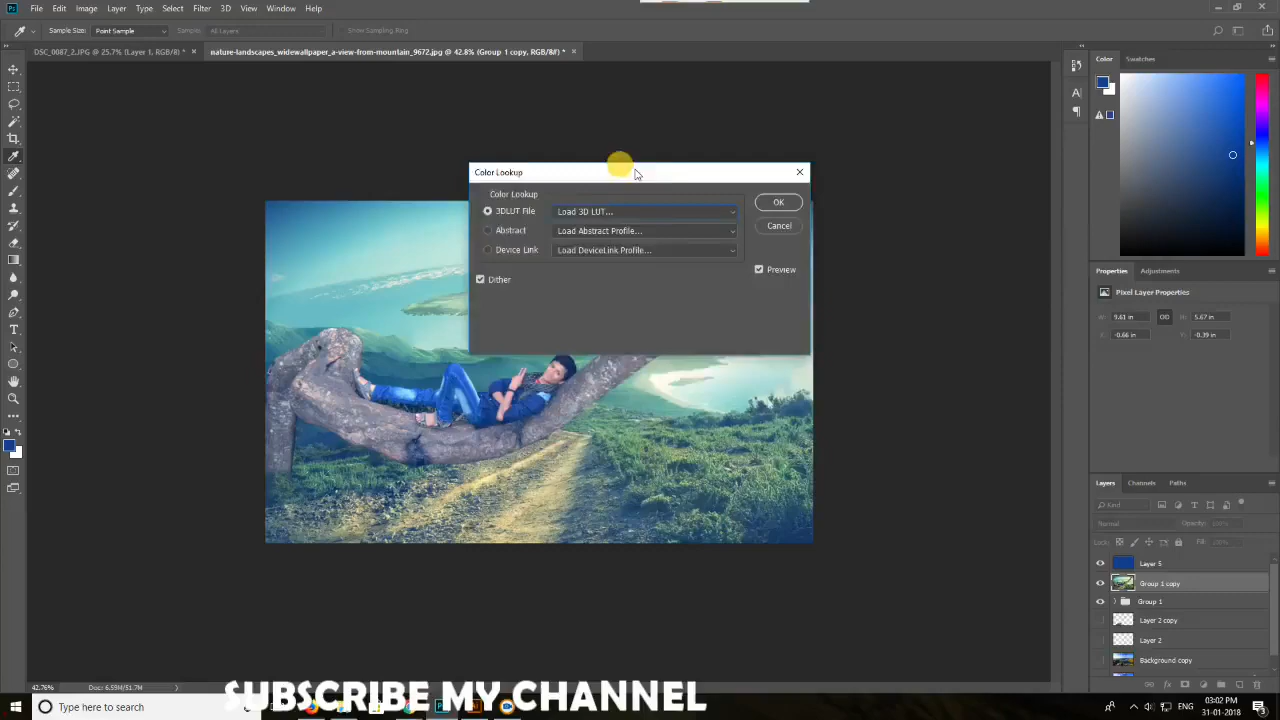 Ps File Edit Image Layer Type Select Filter 3D View Window Help
Sample Size: Point Sample Sample: All Layers Show Sampling Ring
DSC_0087_2.JPG @ 25.7% (Layer 1, RGB/8) * × nature-landscapes_widewallpaper_a-view-from-mountain_9672.jpg @ 42.8% (Group 1 copy, RGB/8#) * ×
Color Swatches
Color Lookup
Color Lookup
3DLUT File Load 3D LUT... OK
Abstract Load Abstract Profile... Cancel
Device Link Load DeviceLink Profile...
Dither Preview
Properties Adjustments
Pixel Layer Properties
W: 9.61 in H: 5.67 in
X: -0.66 in Y: -0.39 in
Layers Channels Paths
Kind
Normal Opacity: 100%
Lock: Fill: 100%
Layer 5
Group 1 copy
Group 1
Layer 2 copy
Layer 2
Background copy
42.76% Doc: 6.59M/51.7M
SUBSCRIBE MY CHANNEL
Type here to search
03:02 PM
31-01-2018